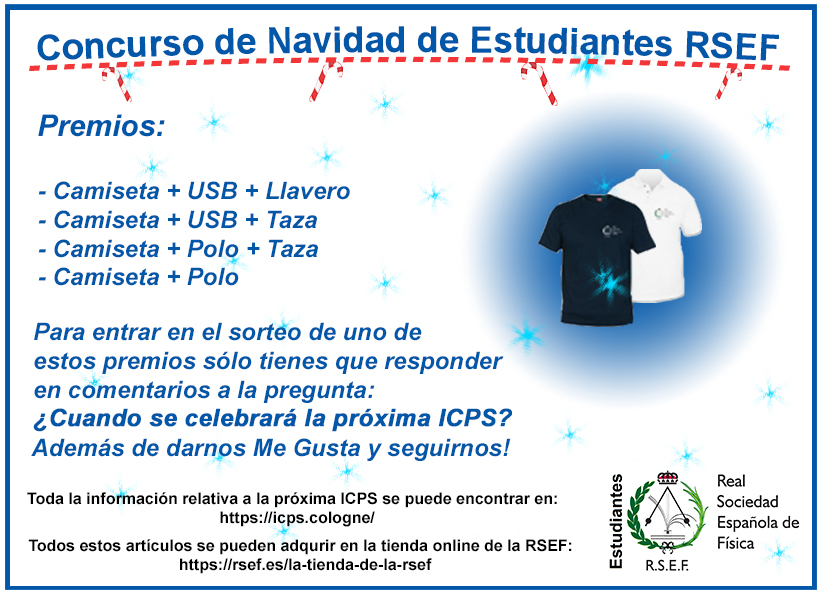 Concurso de Navidad de Estudiantes RSEF
Premios:
- Camiseta + USB + Llavero
- Camiseta + USB + Taza
- Camiseta + Polo + Taza
- Camiseta + Polo
Para entrar en el sorteo de uno de
estos premios sólo tienes que responder
en comentarios a la pregunta:
¿Cuando se celebrará la próxima ICPS?
Además de darnos Me Gusta y seguirnos!
Toda la información relativa a la próxima ICPS se puede encontrar en:
https://icps.cologne/
Todos estos artículos se pueden adqurir en la tienda online de la RSEF:
https://rsef.es/la-tienda-de-la-rsef
Estudiantes
R.S.E.F.
Real
Sociedad
Española de
Física